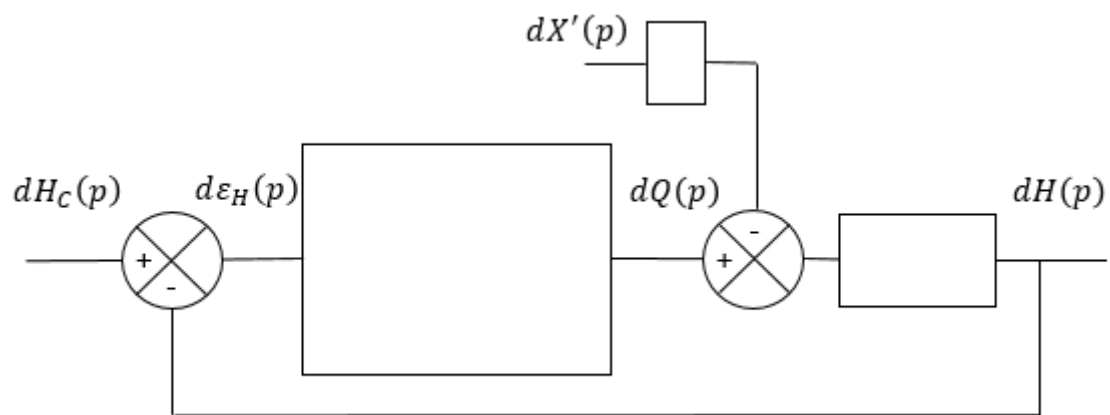 dX′(p)
dH_C(p)
dε_H(p)
dQ(p)
dH(p)
+
-
+
-